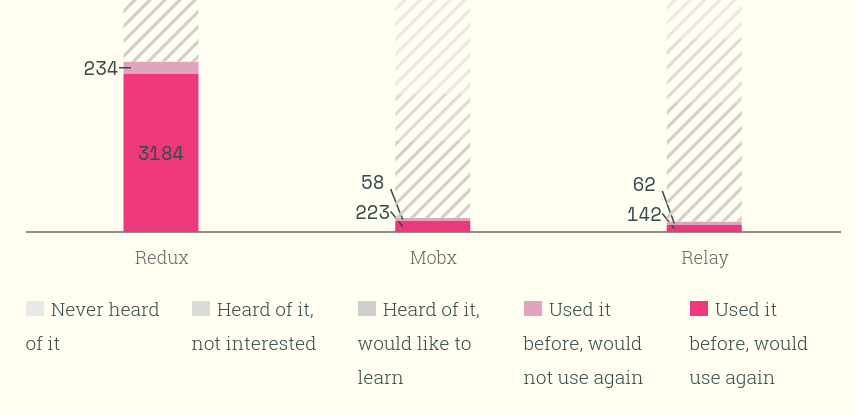 234
3184
58
223
62
142
Redux
Mobx
Relay
Never heard
of it
Heard of it,
not interested
Heard of it,
would like to
learn
Used it
before, would
not use again
Used it
before, would
use again